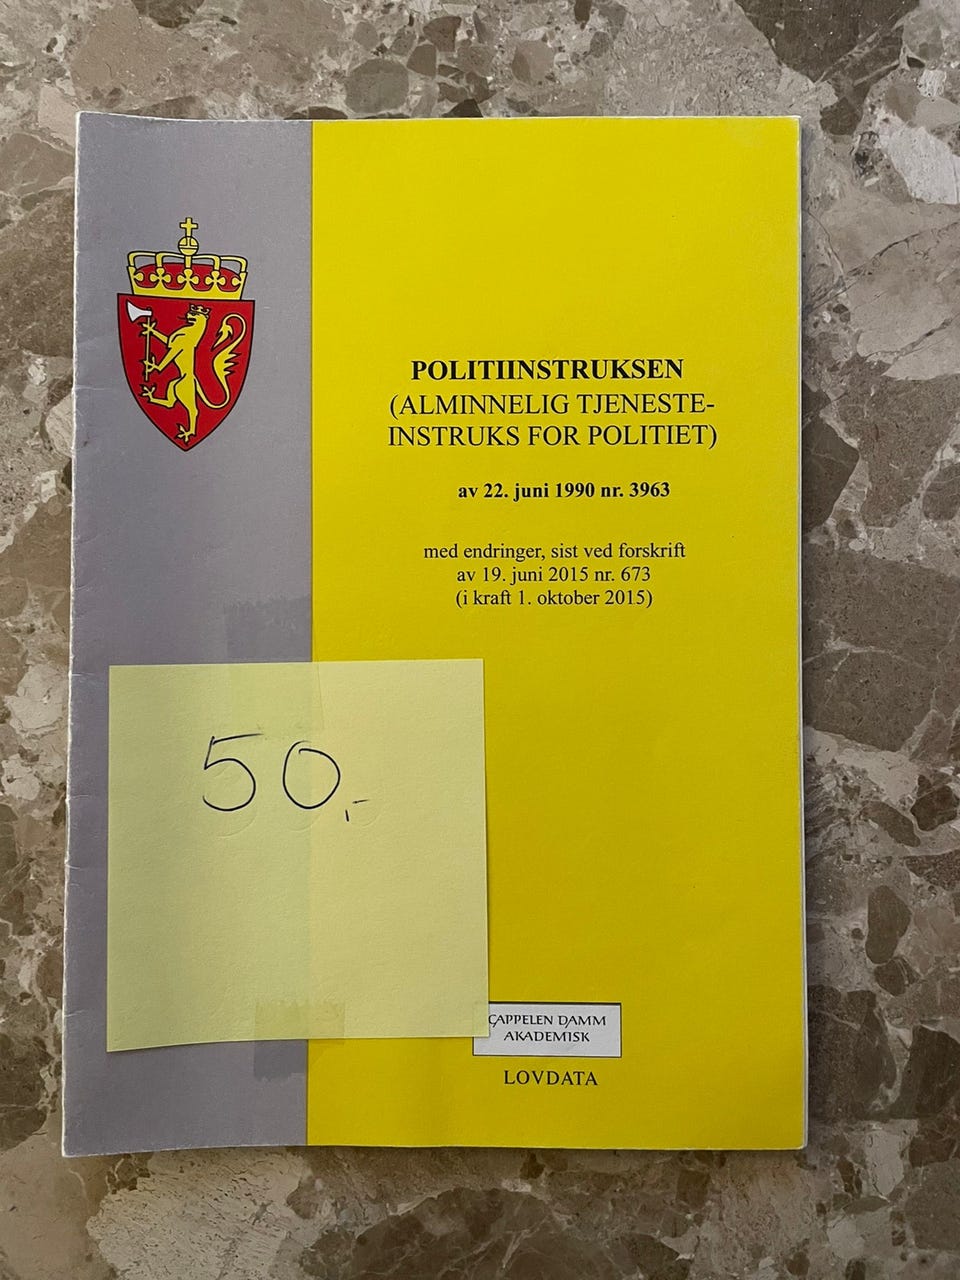 POLITIINSTRUKSEN
(ALMINNELIG TJENESTE-
INSTRUKS FOR POLITIET)
av 22. juni 1990 nr. 3963
med endringer, sist ved forskrift
av 19. juni 2015 nr. 673
(i kraft 1. oktober 2015)
50,-
CAPPELEN DAMM
AKADEMISK
LOVDATA